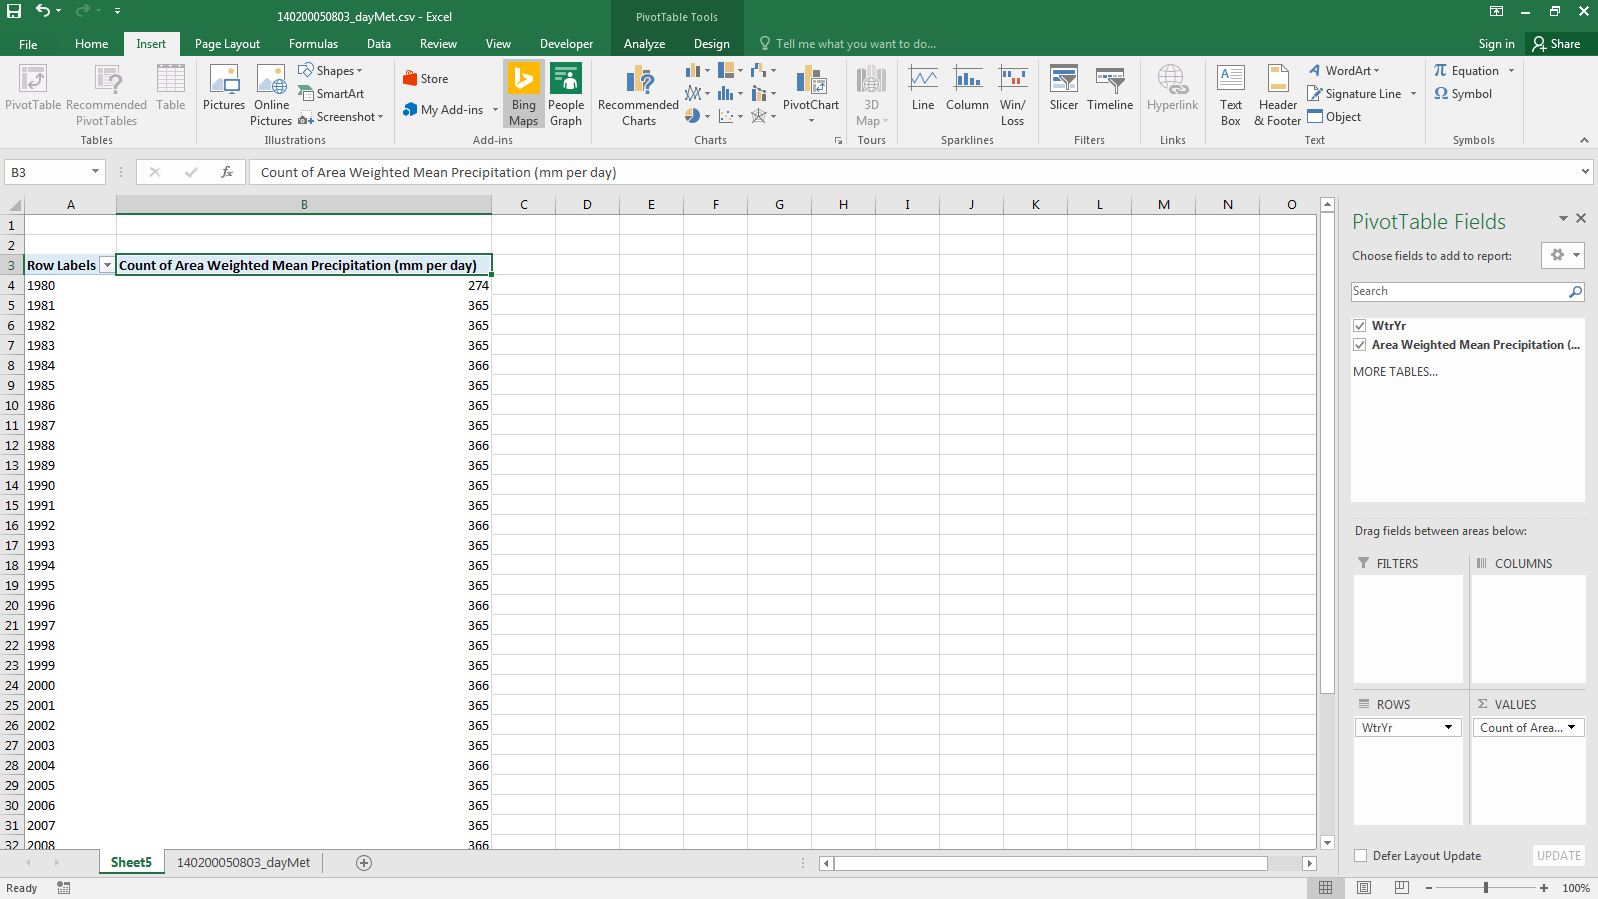 140200050803_dayMet.csv - Excel
PivotTable Tools
File Home Insert Page Layout Formulas Data Review View Developer Analyze Design Tell me what you want to do... Sign in Share
PivotTable
Recommended PivotTables
Table
Tables
Pictures
Online Pictures
Shapes
SmartArt
Screenshot
Illustrations
Store
My Add-ins
Bing Maps
People Graph
Add-ins
Recommended Charts
PivotChart
Charts
3D Map
Tours
Line
Column
Win/ Loss
Sparklines
Slicer
Timeline
Filters
Hyperlink
Links
Text Box
Header & Footer
WordArt
Signature Line
Object
Text
Equation
Symbol
Symbols
B3 fx Count of Area Weighted Mean Precipitation (mm per day)
A B C D E F G H I J K L M N O
1
2
3 Row Labels Count of Area Weighted Mean Precipitation (mm per day)
4 1980 274
5 1981 365
6 1982 365
7 1983 365
8 1984 366
9 1985 365
10 1986 365
11 1987 365
12 1988 366
13 1989 365
14 1990 365
15 1991 365
16 1992 366
17 1993 365
18 1994 365
19 1995 365
20 1996 366
21 1997 365
22 1998 365
23 1999 365
24 2000 366
25 2001 365
26 2002 365
27 2003 365
28 2004 366
29 2005 365
30 2006 365
31 2007 365
32 2008 366
PivotTable Fields
Choose fields to add to report:
Search
WtrYr
Area Weighted Mean Precipitation (...
MORE TABLES...
Drag fields between areas below:
FILTERS
COLUMNS
ROWS
WtrYr
Σ VALUES
Count of Area...
Defer Layout Update UPDATE
Sheet5 140200050803_dayMet
Ready 100%